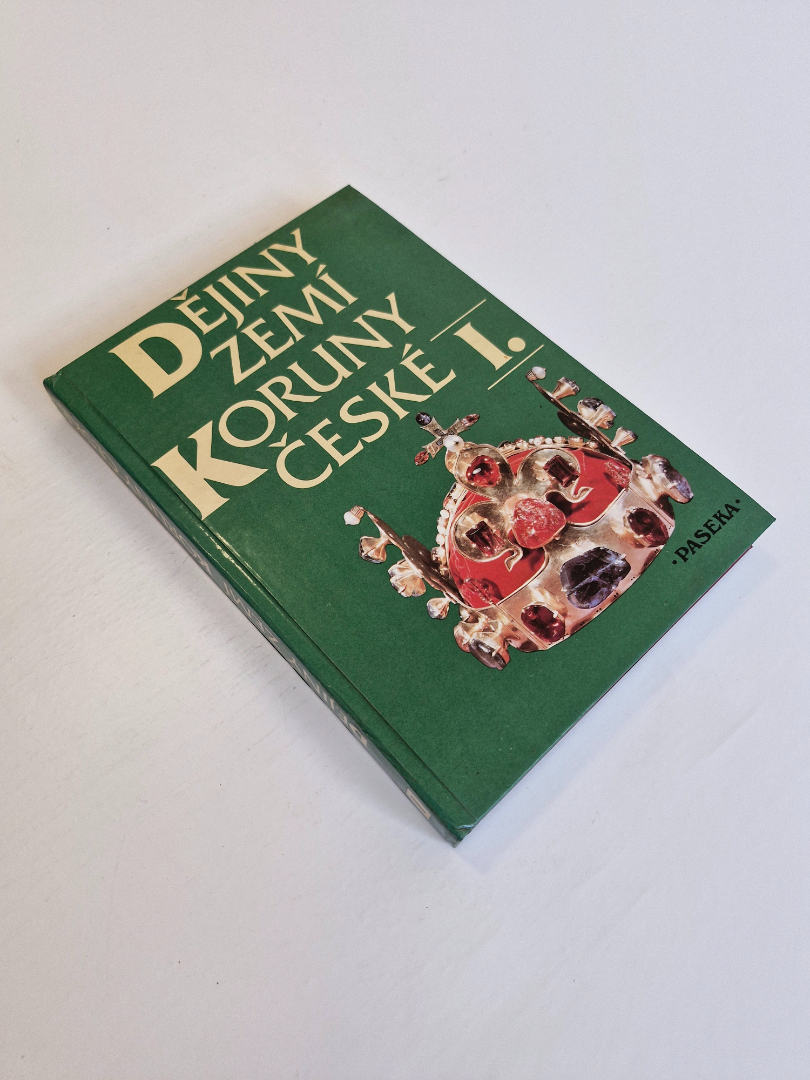 DĚJINY
ZEMÍ
KORUNY
ČESKÉ I.
·PASEKA·